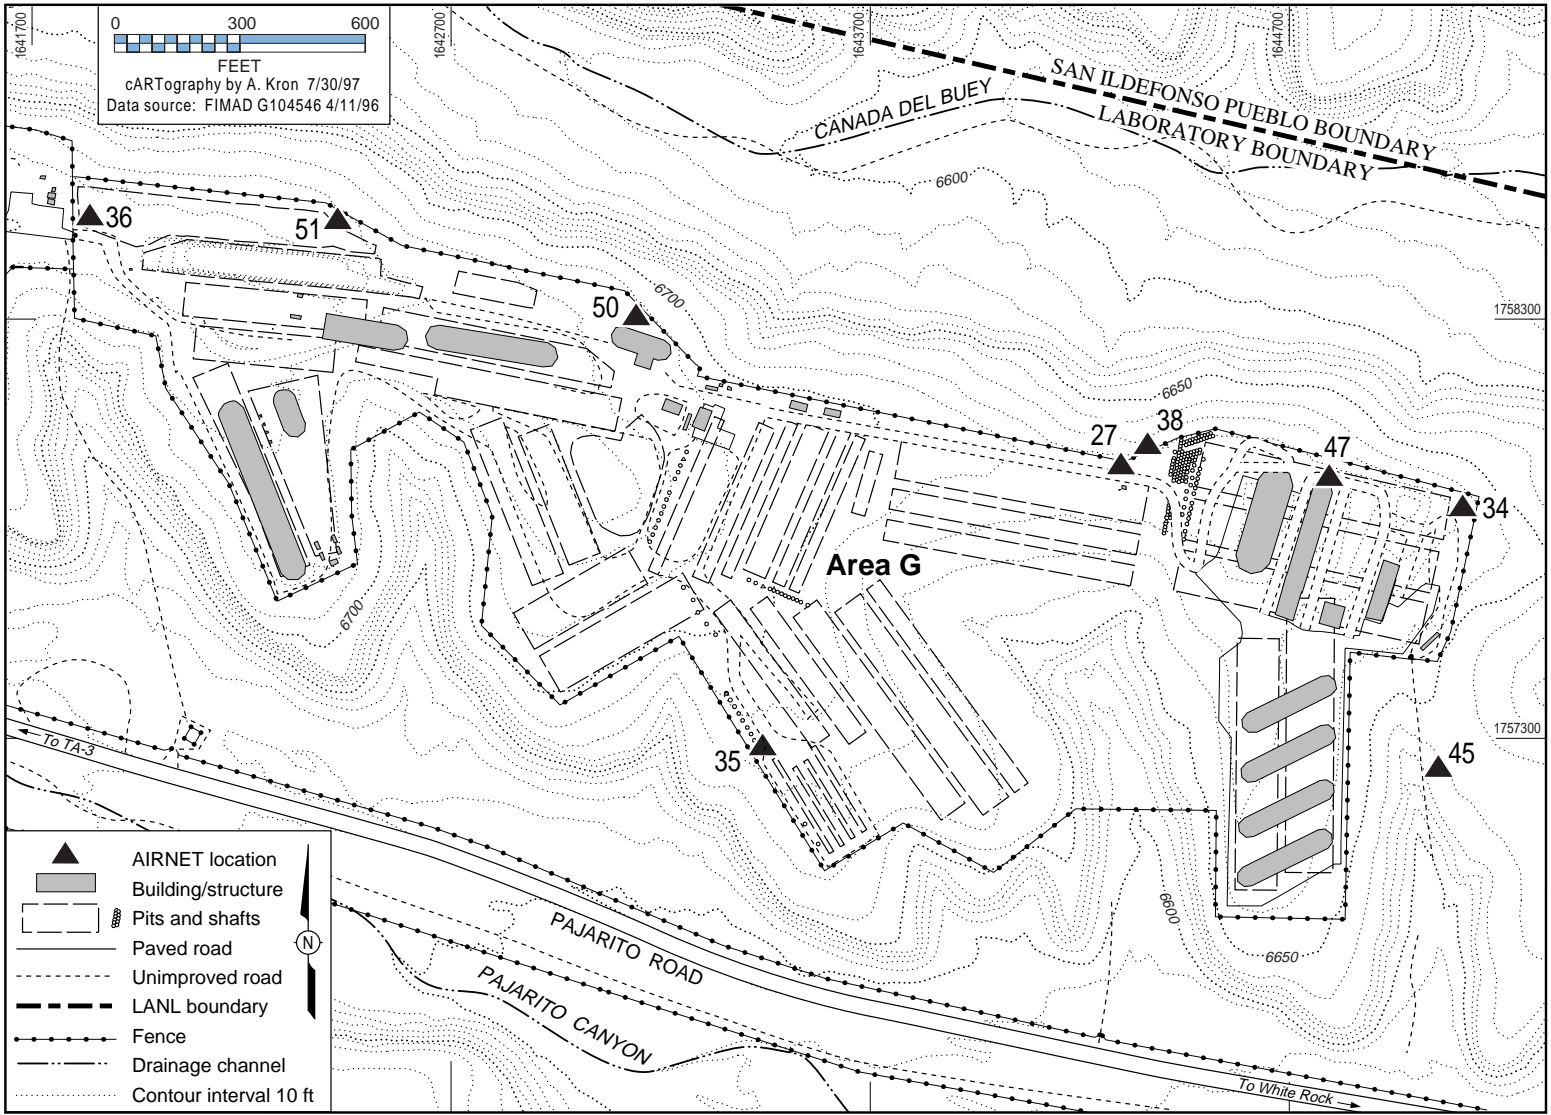 1641700
0 300 600
FEET
cARTography by A. Kron 7/30/97
Data source: FIMAD G104546 4/11/96
1642700
1643700
1644700
SAN ILDEFONSO PUEBLO BOUNDARY
LABORATORY BOUNDARY
CANADA DEL BUEY
6600
36
51
50
6700
1758300
6650
38
27
47
34
Area G
6700
35
45
1757300
To TA-3
6600
6650
PAJARITO ROAD
PAJARITO CANYON
To White Rock
AIRNET location
Building/structure
Pits and shafts
Paved road
N
Unimproved road
LANL boundary
Fence
Drainage channel
Contour interval 10 ft